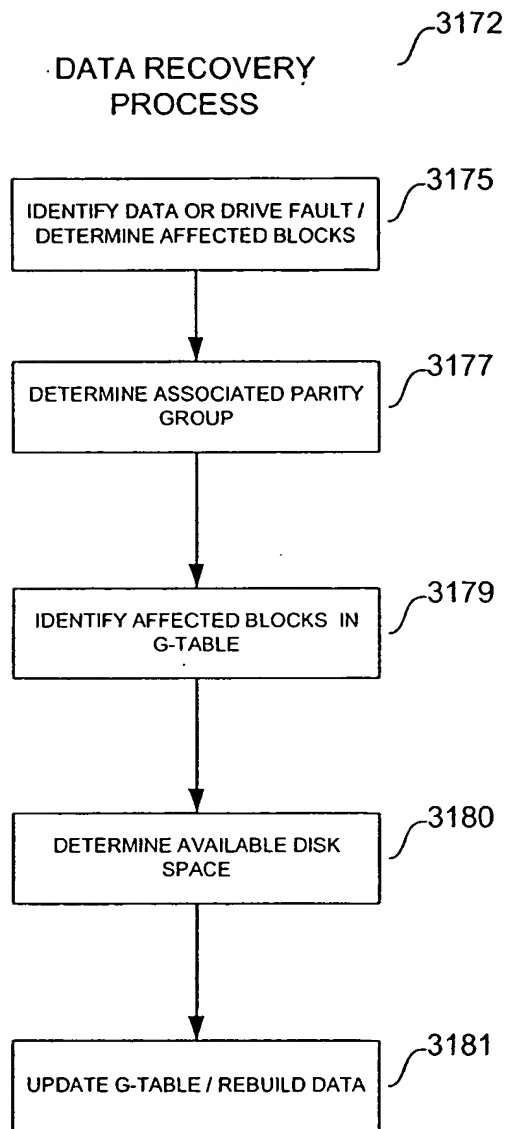 3172
DATA RECOVERY
PROCESS
3175
IDENTIFY DATA OR DRIVE FAULT /
DETERMINE AFFECTED BLOCKS
3177
DETERMINE ASSOCIATED PARITY
GROUP
3179
IDENTIFY AFFECTED BLOCKS IN
G-TABLE
3180
DETERMINE AVAILABLE DISK
SPACE
3181
UPDATE G-TABLE / REBUILD DATA